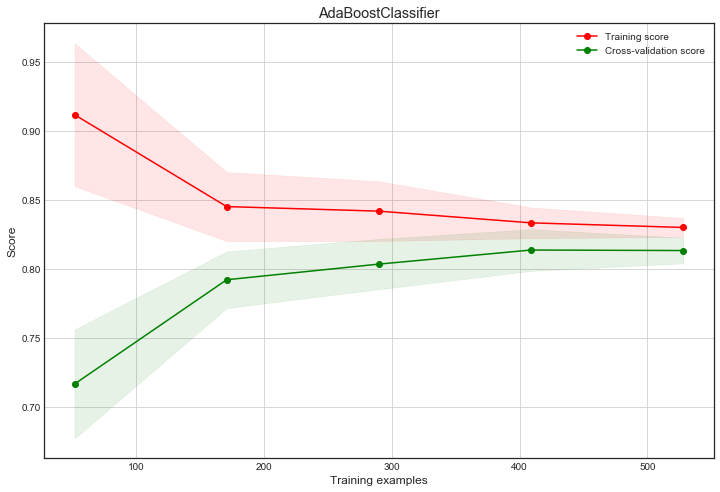 AdaBoostClassifier
Training score
Cross-validation score
Score
0.95
0.90
0.85
0.80
0.75
0.70
100
200
300
400
500
Training examples